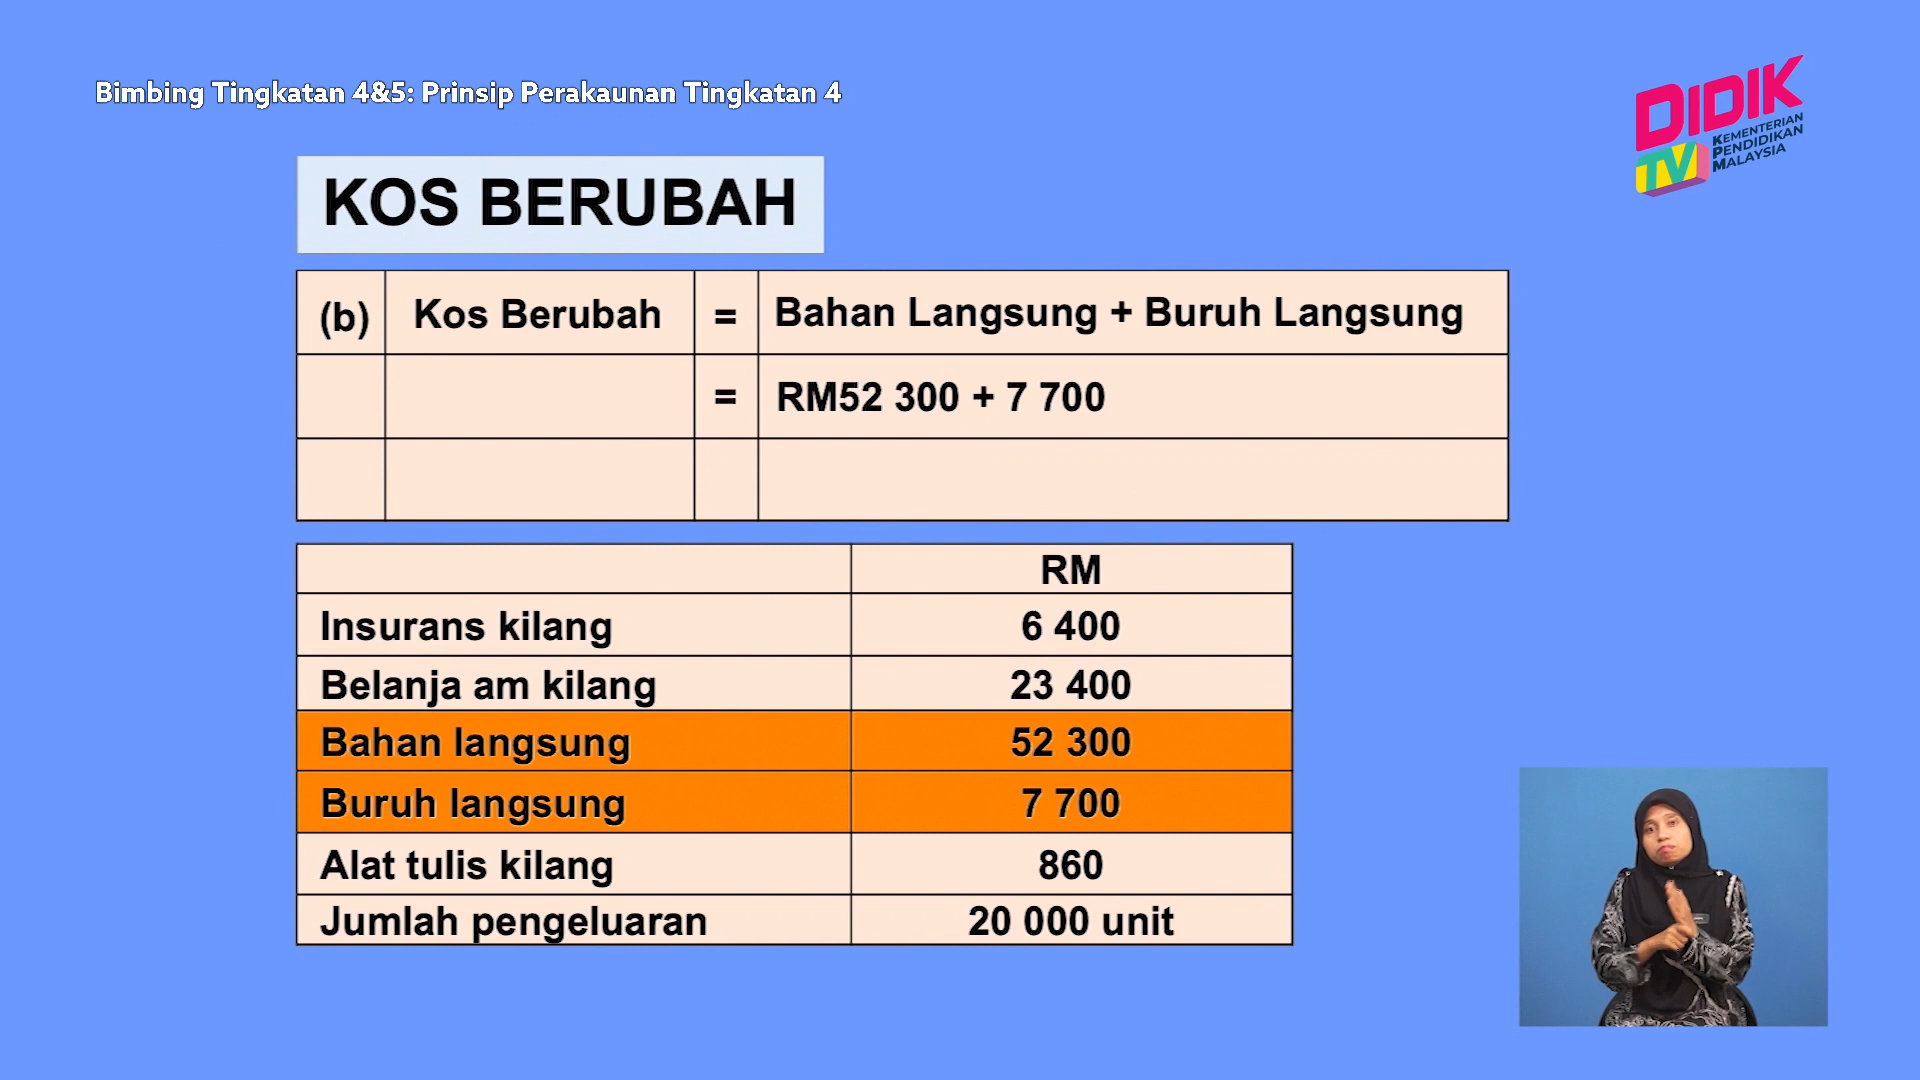 Bimbing Tingkatan 4&5: Prinsip Perakaunan Tingkatan 4
DIDIK
TV
KEMENTERIAN
PENDIDIKAN
MALAYSIA
KOS BERUBAH
(b) Kos Berubah = Bahan Langsung + Buruh Langsung
= RM52 300 + 7 700
RM
Insurans kilang 6 400
Belanja am kilang 23 400
Bahan langsung 52 300
Buruh langsung 7 700
Alat tulis kilang 860
Jumlah pengeluaran 20 000 unit